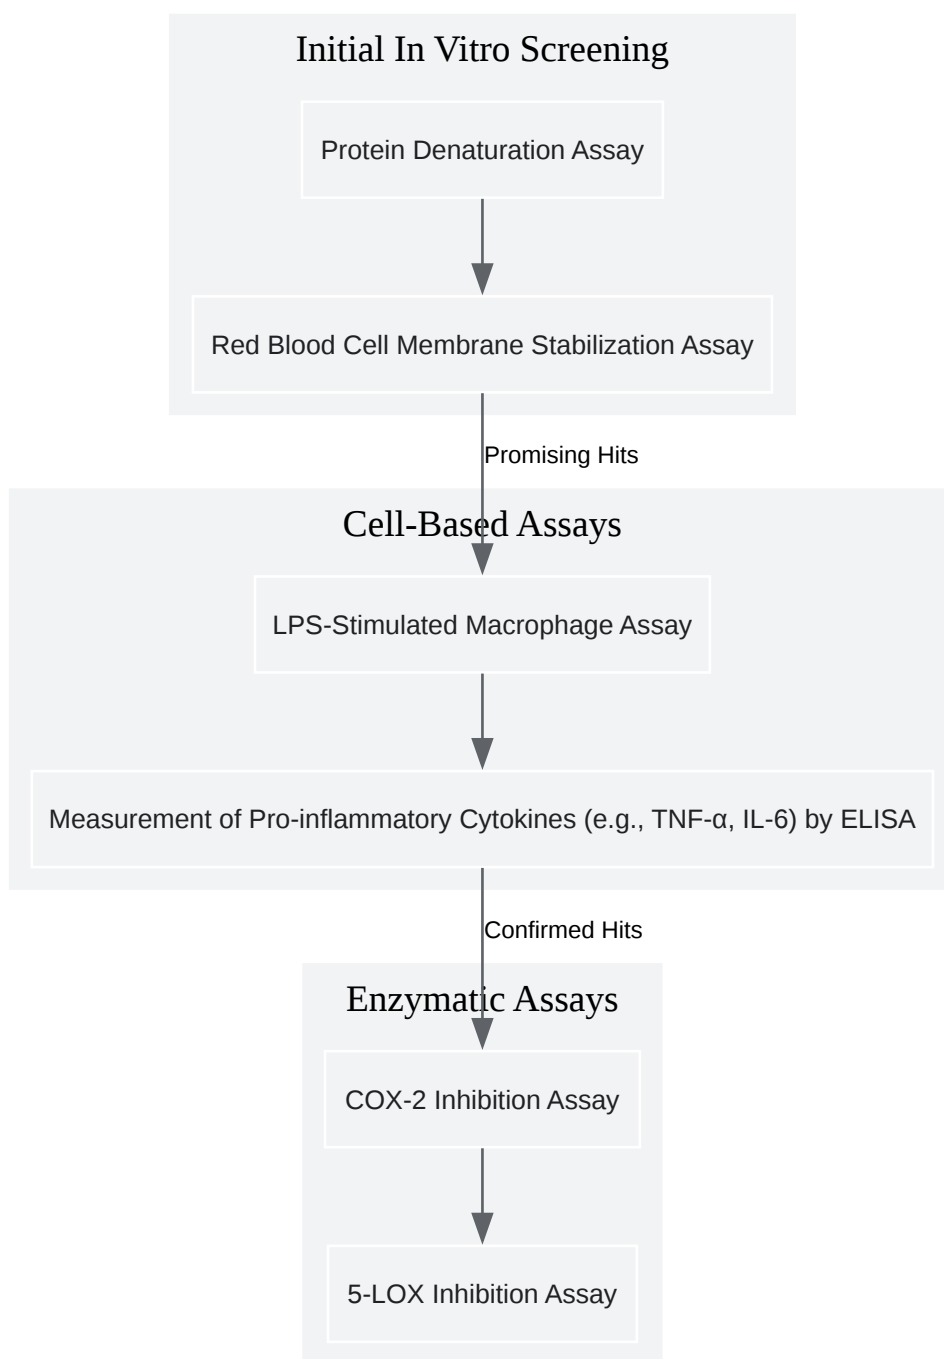 Initial In Vitro Screening
Protein Denaturation Assay
Red Blood Cell Membrane Stabilization Assay
Promising Hits
Cell-Based Assays
LPS-Stimulated Macrophage Assay
Measurement of Pro-inflammatory Cytokines (e.g., TNF-α, IL-6) by ELISA
Confirmed Hits
Enzymatic Assays
COX-2 Inhibition Assay
5-LOX Inhibition Assay